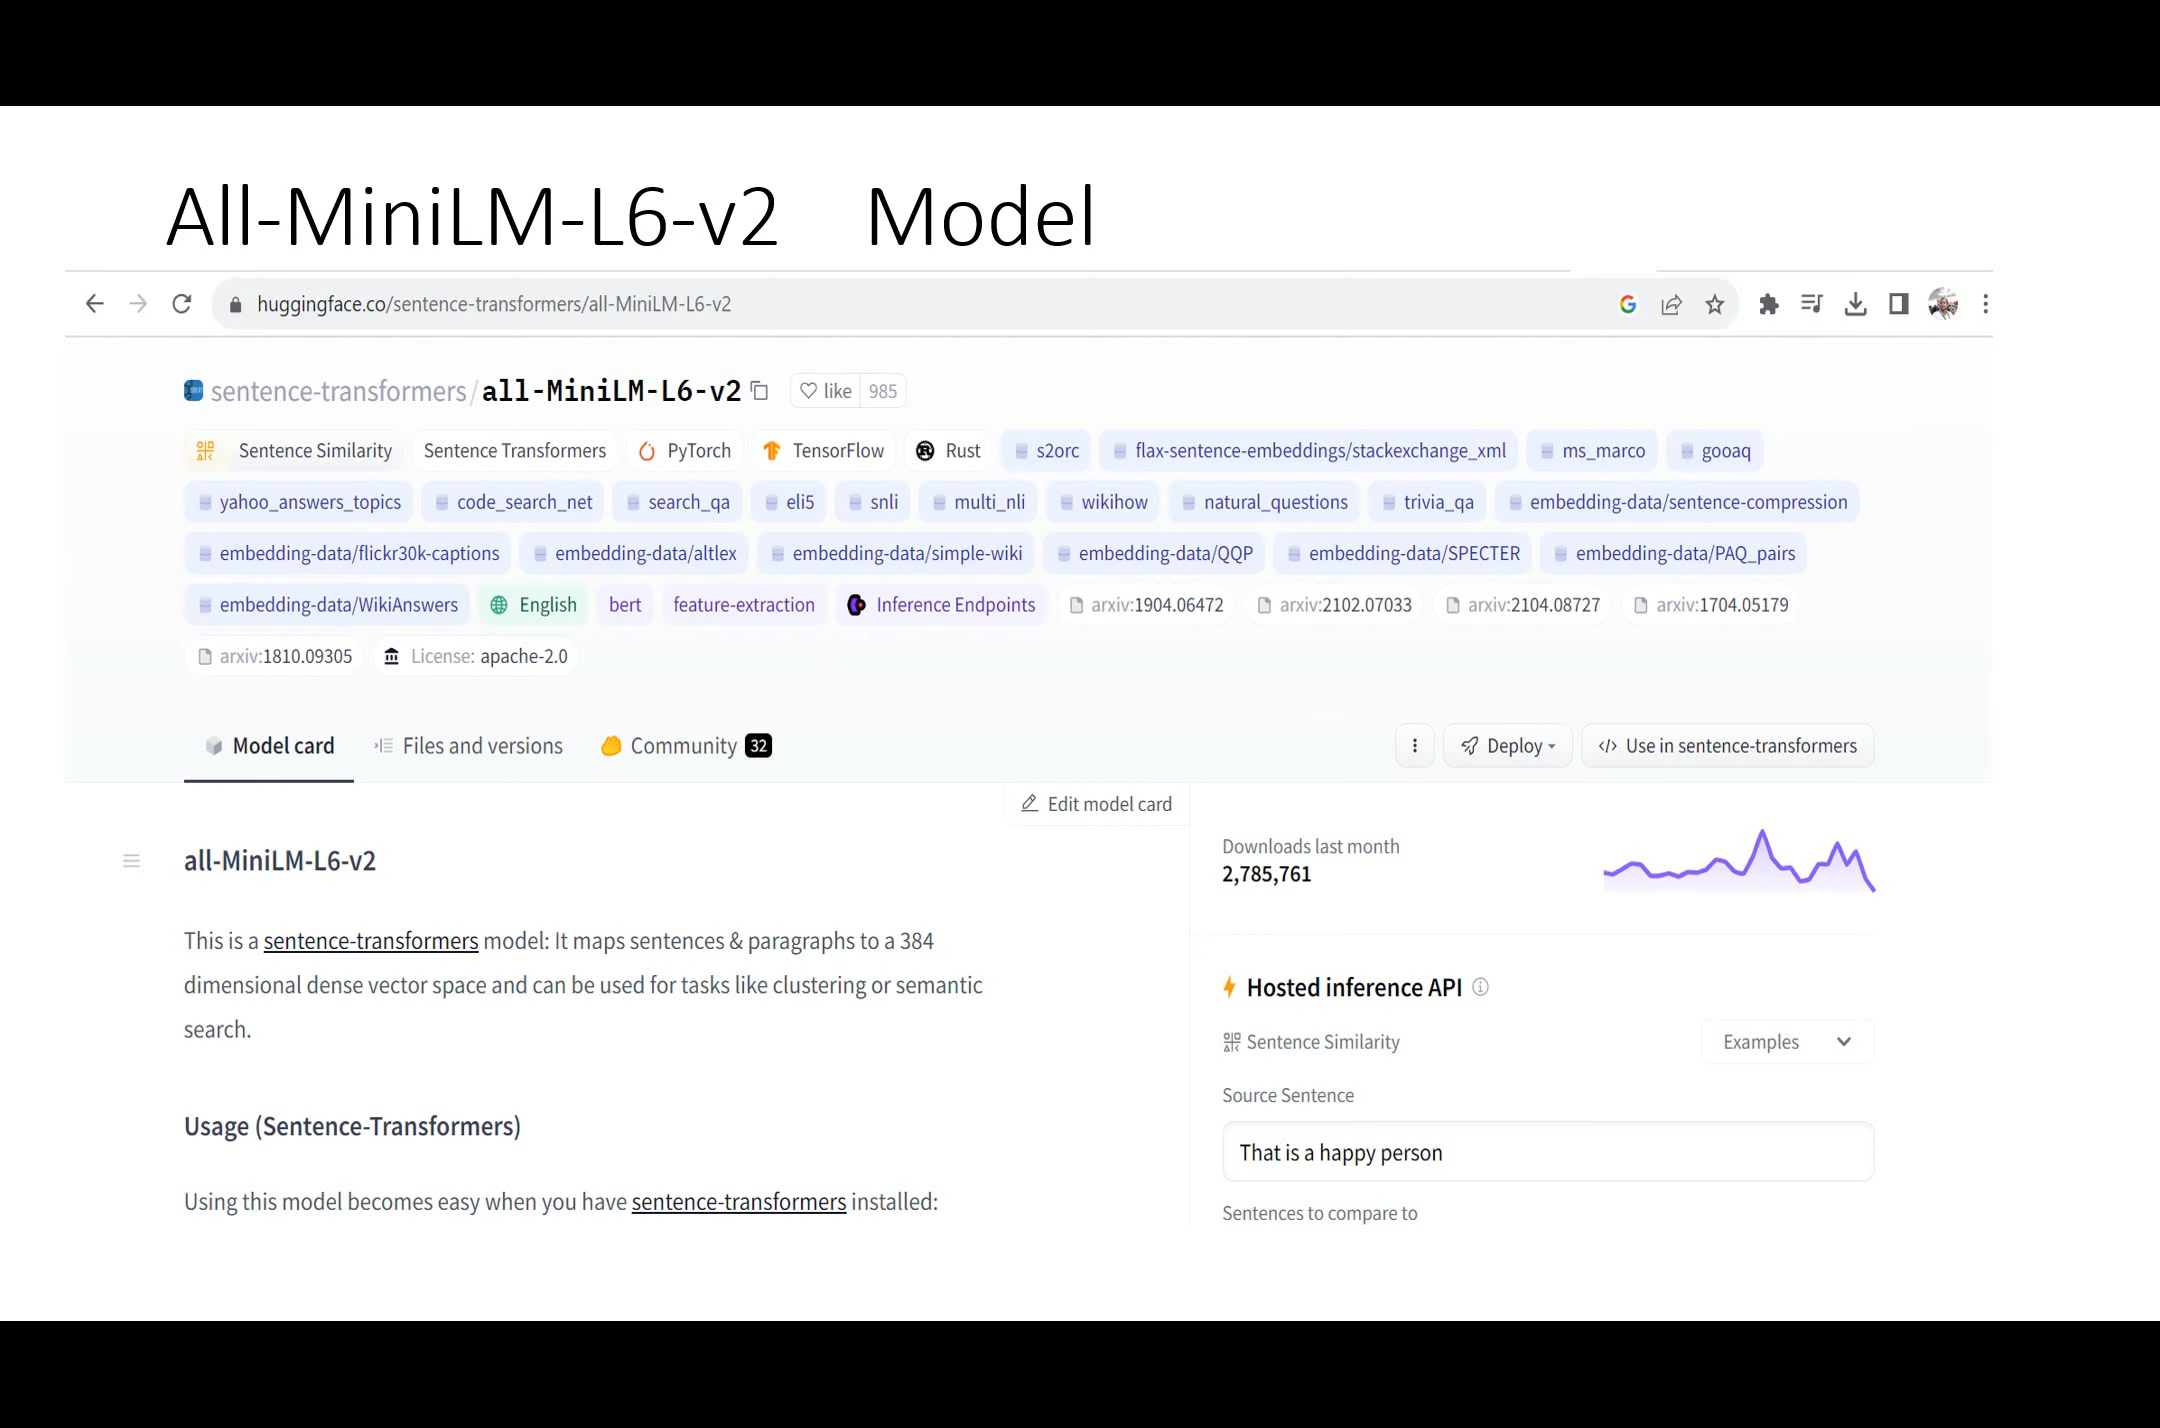 All-MiniLM-L6-v2 Model
huggingface.co/sentence-transformers/all-MiniLM-L6-v2
sentence-transformers/all-MiniLM-L6-v2 like 985
Sentence Similarity Sentence Transformers PyTorch TensorFlow Rust s2orc flax-sentence-embeddings/stackexchange_xml ms_marco gooaq
yahoo_answers_topics code_search_net search_qa eli5 snli multi_nli wikihow natural_questions trivia_qa embedding-data/sentence-compression
embedding-data/flickr30k-captions embedding-data/altlex embedding-data/simple-wiki embedding-data/QQP embedding-data/SPECTER embedding-data/PAQ_pairs
embedding-data/WikiAnswers English bert feature-extraction Inference Endpoints arxiv:1904.06472 arxiv:2102.07033 arxiv:2104.08727 arxiv:1704.05179
arxiv:1810.09305 License: apache-2.0
Model card Files and versions Community 32 Deploy Use in sentence-transformers
Edit model card
all-MiniLM-L6-v2
This is a sentence-transformers model: It maps sentences & paragraphs to a 384
dimensional dense vector space and can be used for tasks like clustering or semantic
search.
Usage (Sentence-Transformers)
Using this model becomes easy when you have sentence-transformers installed:
Downloads last month
2,785,761
Hosted inference API
Sentence Similarity Examples
Source Sentence
That is a happy person
Sentences to compare to